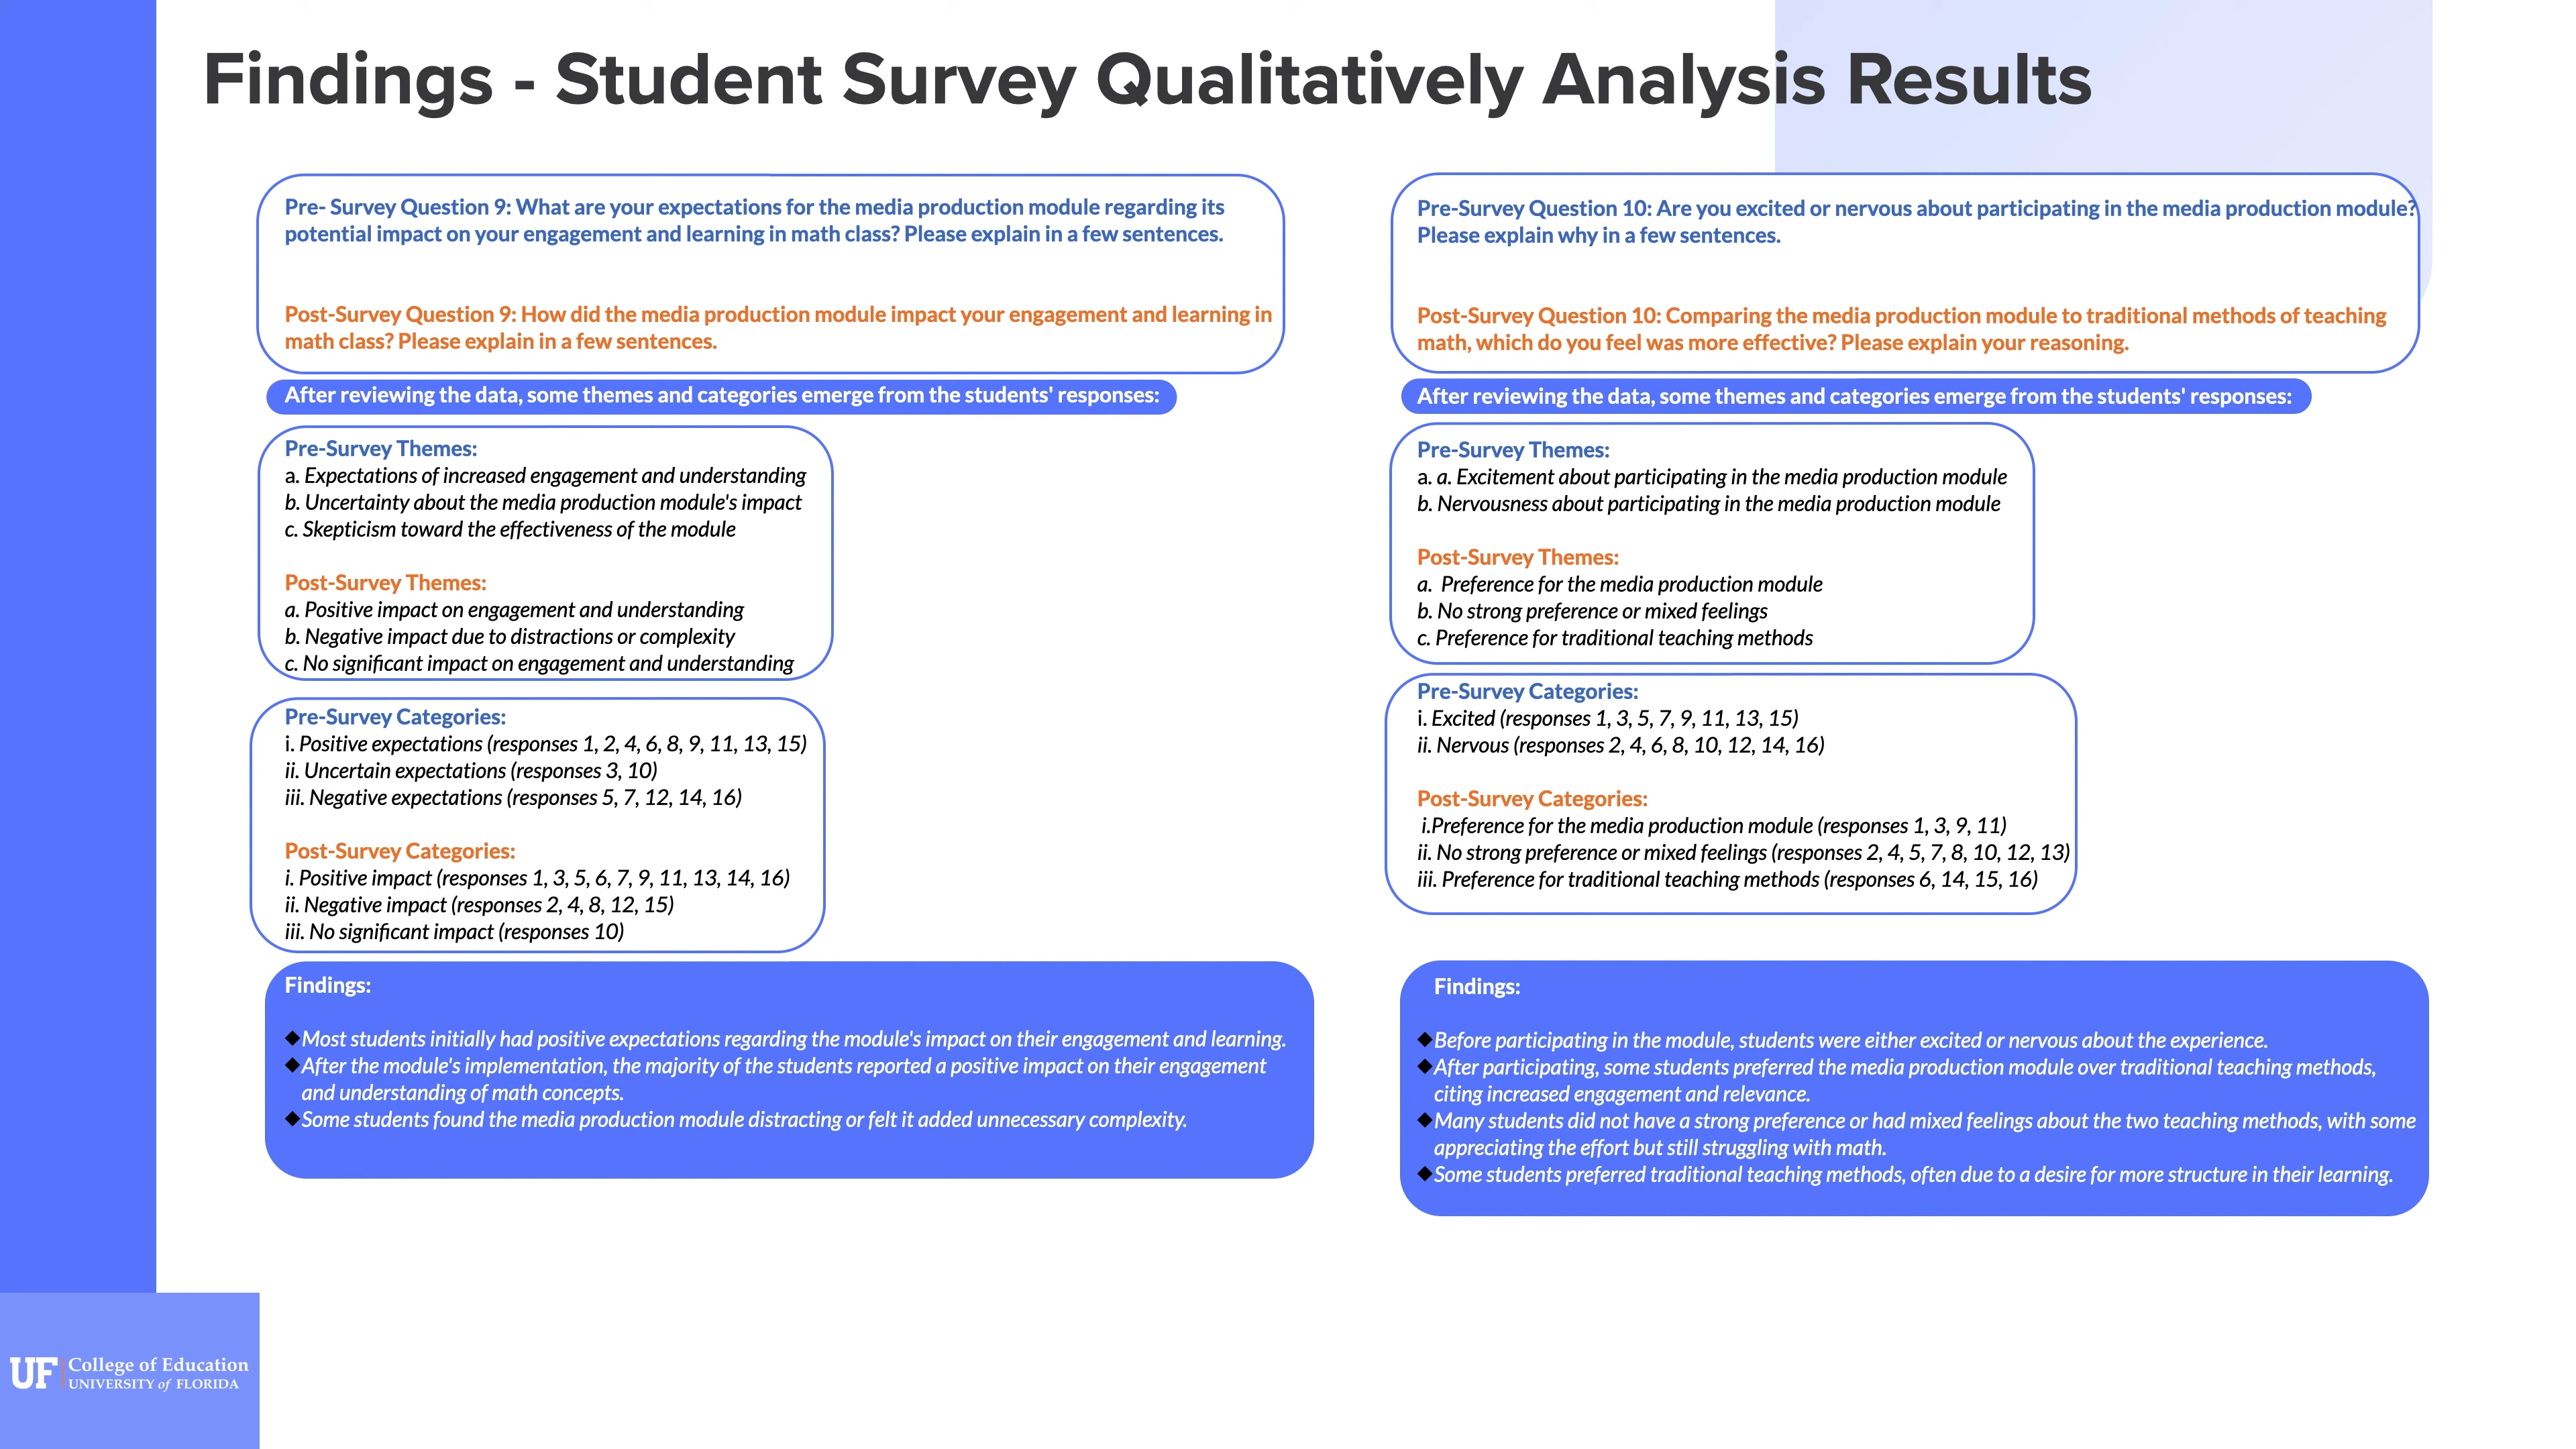 Findings - Student Survey Qualitatively Analysis Results
Pre- Survey Question 9: What are your expectations for the media production module regarding its
potential impact on your engagement and learning in math class? Please explain in a few sentences.
Post-Survey Question 9: How did the media production module impact your engagement and learning in
math class? Please explain in a few sentences.
After reviewing the data, some themes and categories emerge from the students' responses:
Pre-Survey Themes:
a. Expectations of increased engagement and understanding
b. Uncertainty about the media production module's impact
c. Skepticism toward the effectiveness of the module
Post-Survey Themes:
a. Positive impact on engagement and understanding
b. Negative impact due to distractions or complexity
c. No significant impact on engagement and understanding
Pre-Survey Categories:
i. Positive expectations (responses 1, 2, 4, 6, 8, 9, 11, 13, 15)
ii. Uncertain expectations (responses 3, 10)
iii. Negative expectations (responses 5, 7, 12, 14, 16)
Post-Survey Categories:
i. Positive impact (responses 1, 3, 5, 6, 7, 9, 11, 13, 14, 16)
ii. Negative impact (responses 2, 4, 8, 12, 15)
iii. No significant impact (responses 10)
Findings:
◆Most students initially had positive expectations regarding the module's impact on their engagement and learning.
◆After the module's implementation, the majority of the students reported a positive impact on their engagement
and understanding of math concepts.
◆Some students found the media production module distracting or felt it added unnecessary complexity.
Pre-Survey Question 10: Are you excited or nervous about participating in the media production module?
Please explain why in a few sentences.
Post-Survey Question 10: Comparing the media production module to traditional methods of teaching
math, which do you feel was more effective? Please explain your reasoning.
After reviewing the data, some themes and categories emerge from the students' responses:
Pre-Survey Themes:
a. a. Excitement about participating in the media production module
b. Nervousness about participating in the media production module
Post-Survey Themes:
a. Preference for the media production module
b. No strong preference or mixed feelings
c. Preference for traditional teaching methods
Pre-Survey Categories:
i. Excited (responses 1, 3, 5, 7, 9, 11, 13, 15)
ii. Nervous (responses 2, 4, 6, 8, 10, 12, 14, 16)
Post-Survey Categories:
i.Preference for the media production module (responses 1, 3, 9, 11)
ii. No strong preference or mixed feelings (responses 2, 4, 5, 7, 8, 10, 12, 13)
iii. Preference for traditional teaching methods (responses 6, 14, 15, 16)
Findings:
◆Before participating in the module, students were either excited or nervous about the experience.
◆After participating, some students preferred the media production module over traditional teaching methods,
citing increased engagement and relevance.
◆Many students did not have a strong preference or had mixed feelings about the two teaching methods, with some
appreciating the effort but still struggling with math.
◆Some students preferred traditional teaching methods, often due to a desire for more structure in their learning.
UF College of Education
UNIVERSITY of FLORIDA